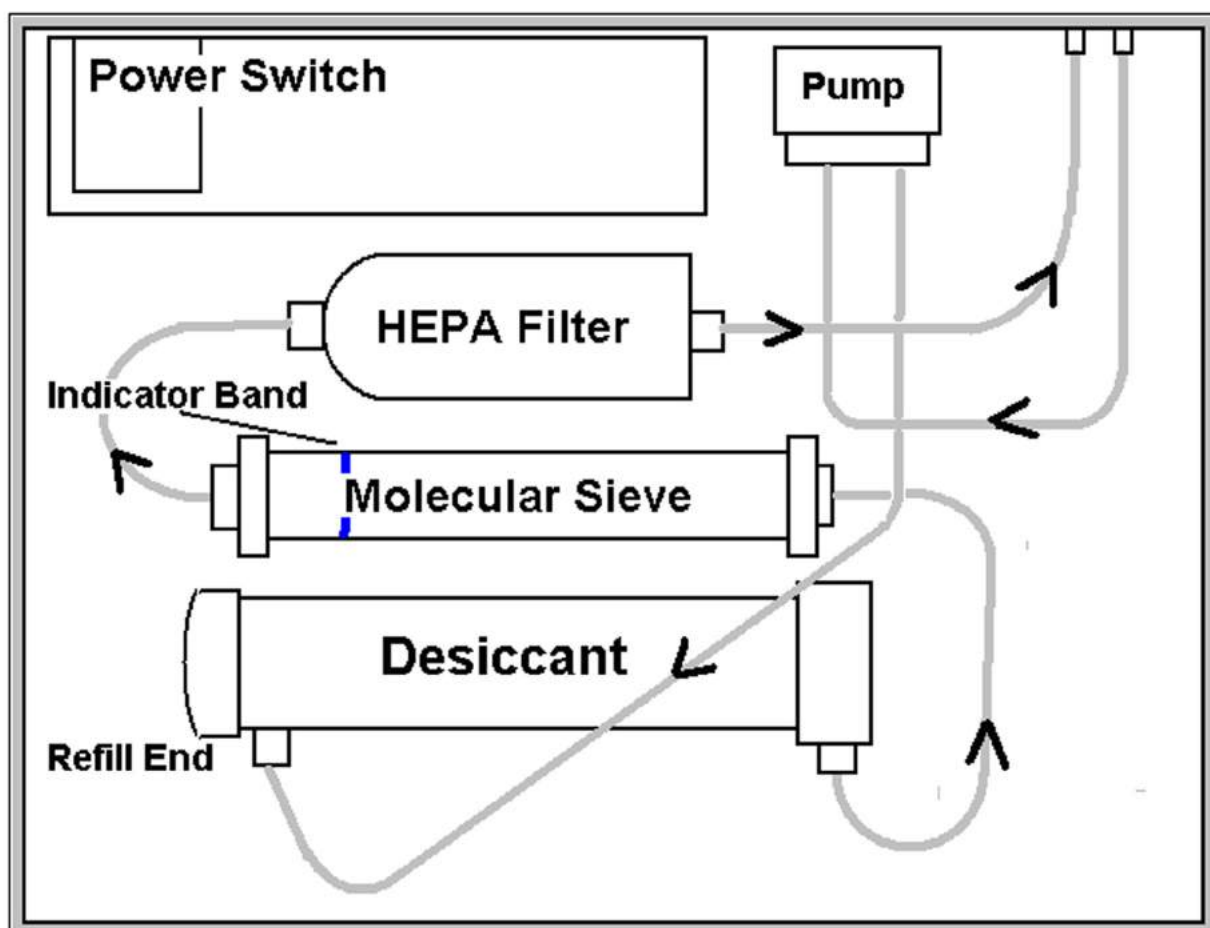 Power Switch
Pump
HEPA Filter
Indicator Band
Molecular Sieve
Desiccant
Refill End